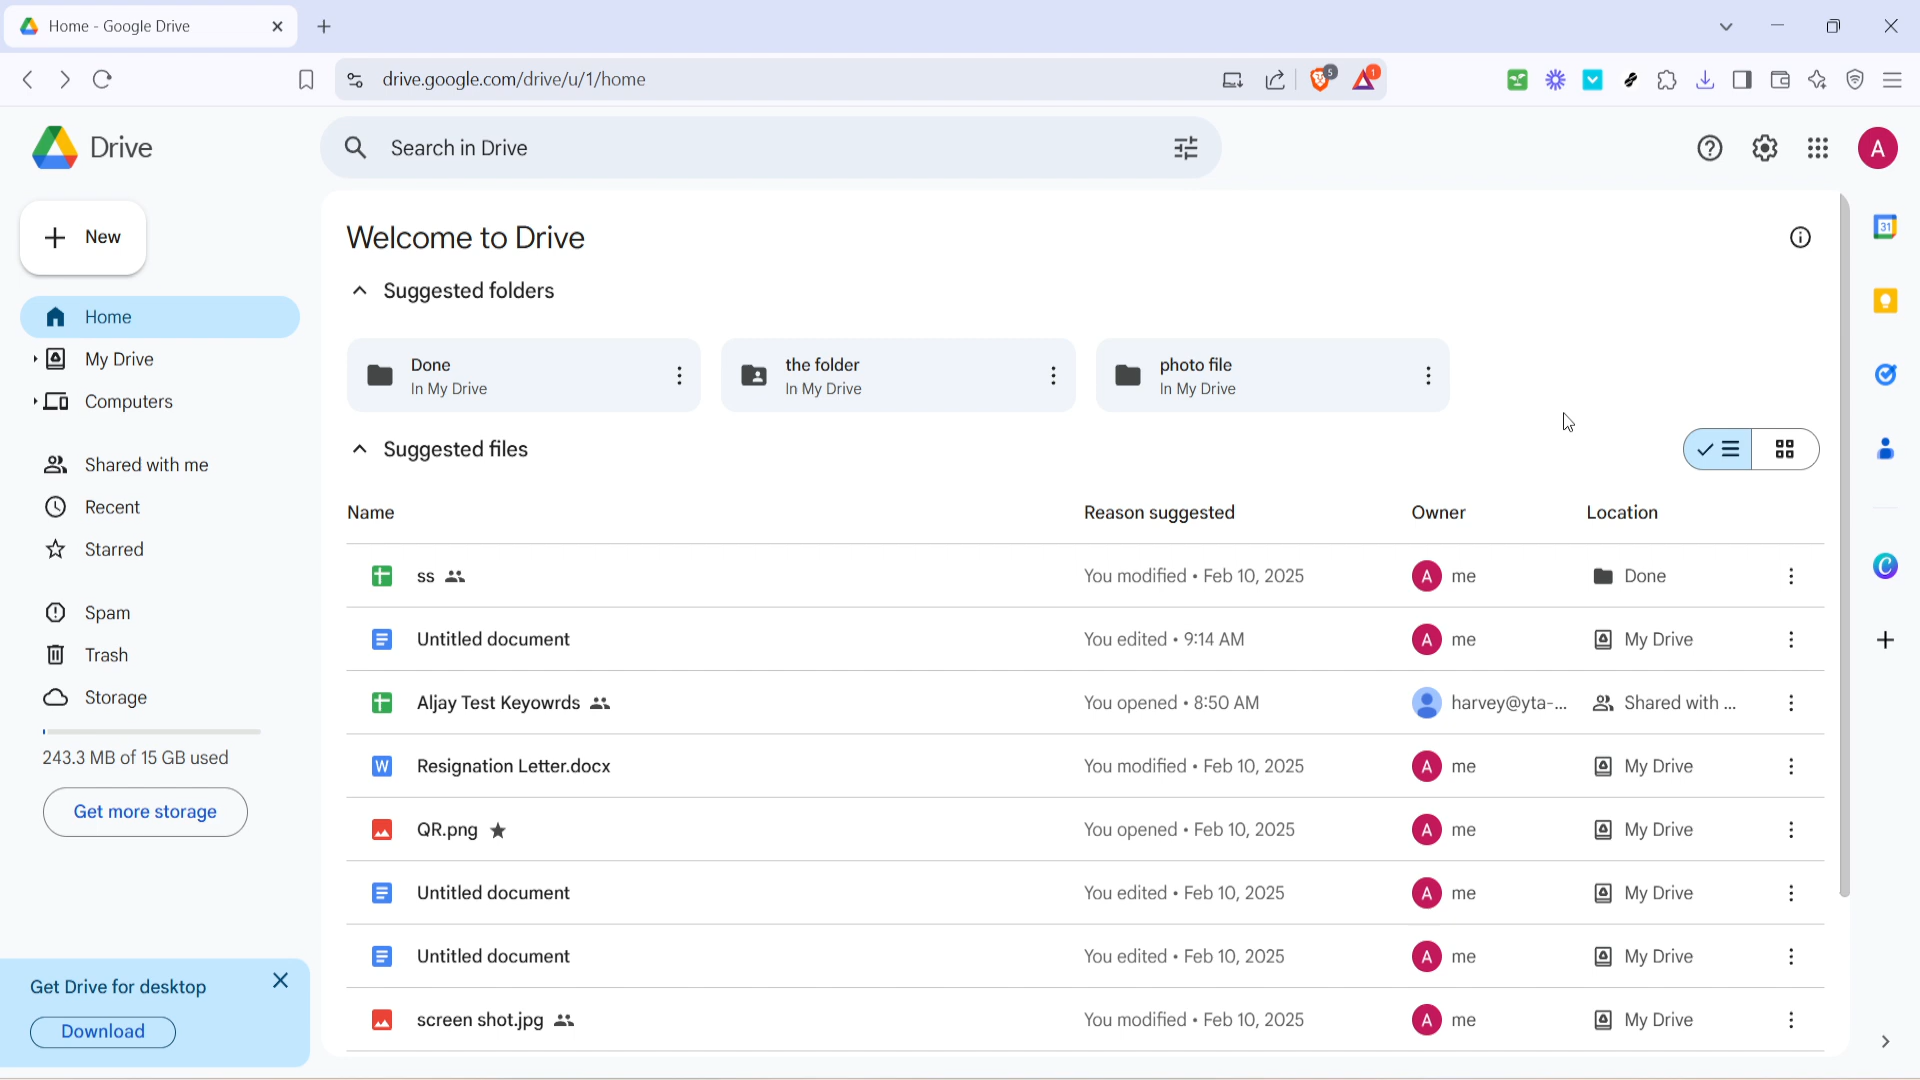 Home - Google Drive
drive.google.com/drive/u/1/home
5
1
Drive
Search in Drive
A
New
Welcome to Drive
31
Suggested folders
Home
My Drive
Computers
Done
In My Drive
the folder
In My Drive
photo file
In My Drive
Suggested files
Shared with me
Recent
Starred
Spam
Trash
Storage
243.3 MB of 15 GB used
Get more storage
Name Reason suggested Owner Location
ss You modified • Feb 10, 2025 A me Done
Untitled document You edited • 9:14 AM A me My Drive
Aljay Test Keyowrds You opened • 8:50 AM harvey@yta-... Shared with ...
W Resignation Letter.docx You modified • Feb 10, 2025 A me My Drive
QR.png You opened • Feb 10, 2025 A me My Drive
Untitled document You edited • Feb 10, 2025 A me My Drive
Untitled document You edited • Feb 10, 2025 A me My Drive
screen shot.jpg You modified • Feb 10, 2025 A me My Drive
Get Drive for desktop
Download